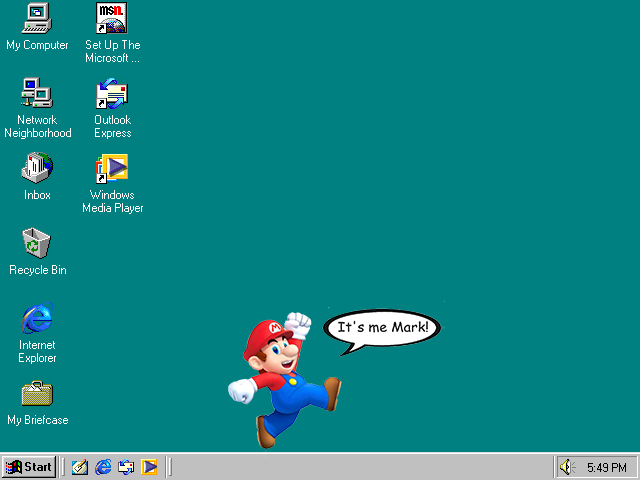 My Computer
msn.
Set Up The
Microsoft ...
Network
Neighborhood
Outlook
Express
Inbox
Windows
Media Player
Recycle Bin
Internet
Explorer
My Briefcase
M
It's me Mark!
Start
5:49 PM